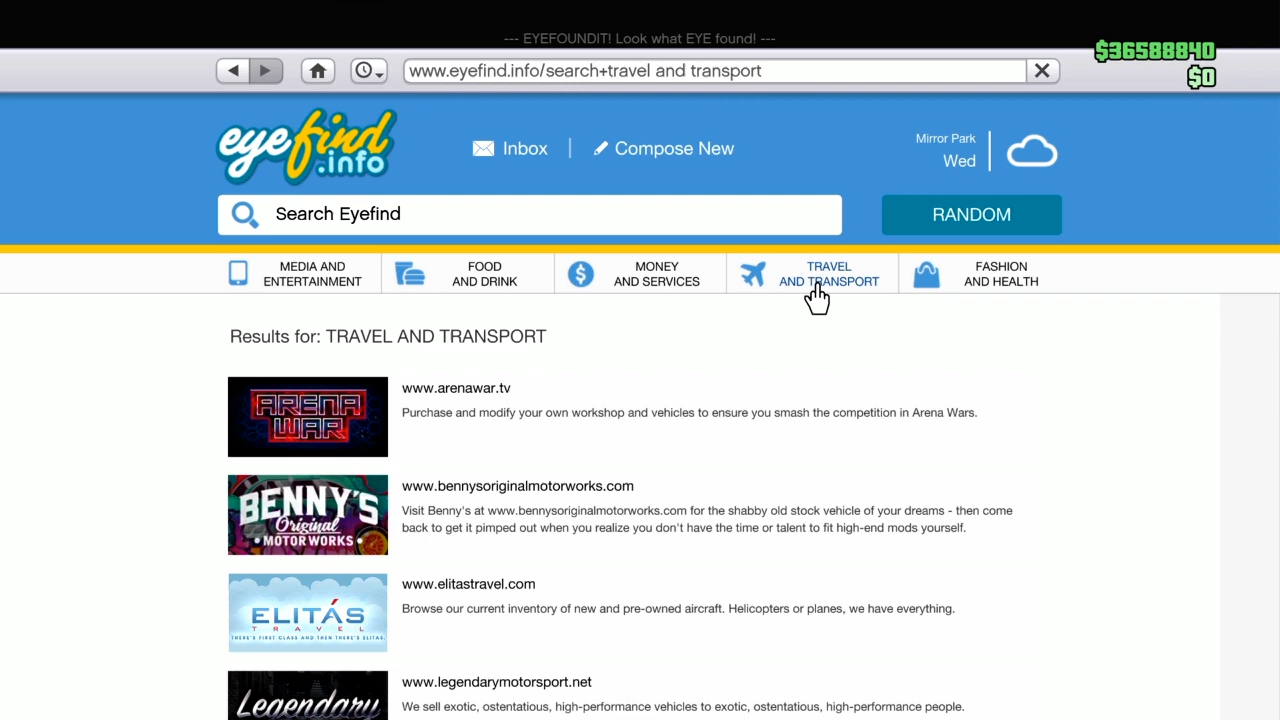 --- EYEFOUNDIT! Look what EYE found! ---
$36588840
$0
www.eyefind.info/search+travel and transport
eyefind
.info
Inbox
Compose New
Mirror Park
Wed
Search Eyefind
RANDOM
MEDIA AND
ENTERTAINMENT
FOOD
AND DRINK
MONEY
AND SERVICES
TRAVEL
AND TRANSPORT
FASHION
AND HEALTH
Results for: TRAVEL AND TRANSPORT
ARENA
WAR
www.arenawar.tv
Purchase and modify your own workshop and vehicles to ensure you smash the competition in Arena Wars.
BENNY'S
Original
•MOTOR WORKS•
www.bennysoriginalmotorworks.com
Visit Benny's at www.bennysoriginalmotorworks.com for the shabby old stock vehicle of your dreams - then come
back to get it pimped out when you realize you don't have the time or talent to fit high-end mods yourself.
ELITÁS
TRAVEL
THERE'S FIRST CLASS AND THEN THERE'S ELITAS.
www.elitastravel.com
Browse our current inventory of new and pre-owned aircraft. Helicopters or planes, we have everything.
Legendary
www.legendarymotorsport.net
We sell exotic, ostentatious, high-performance vehicles to exotic, ostentatious, high-performance people.